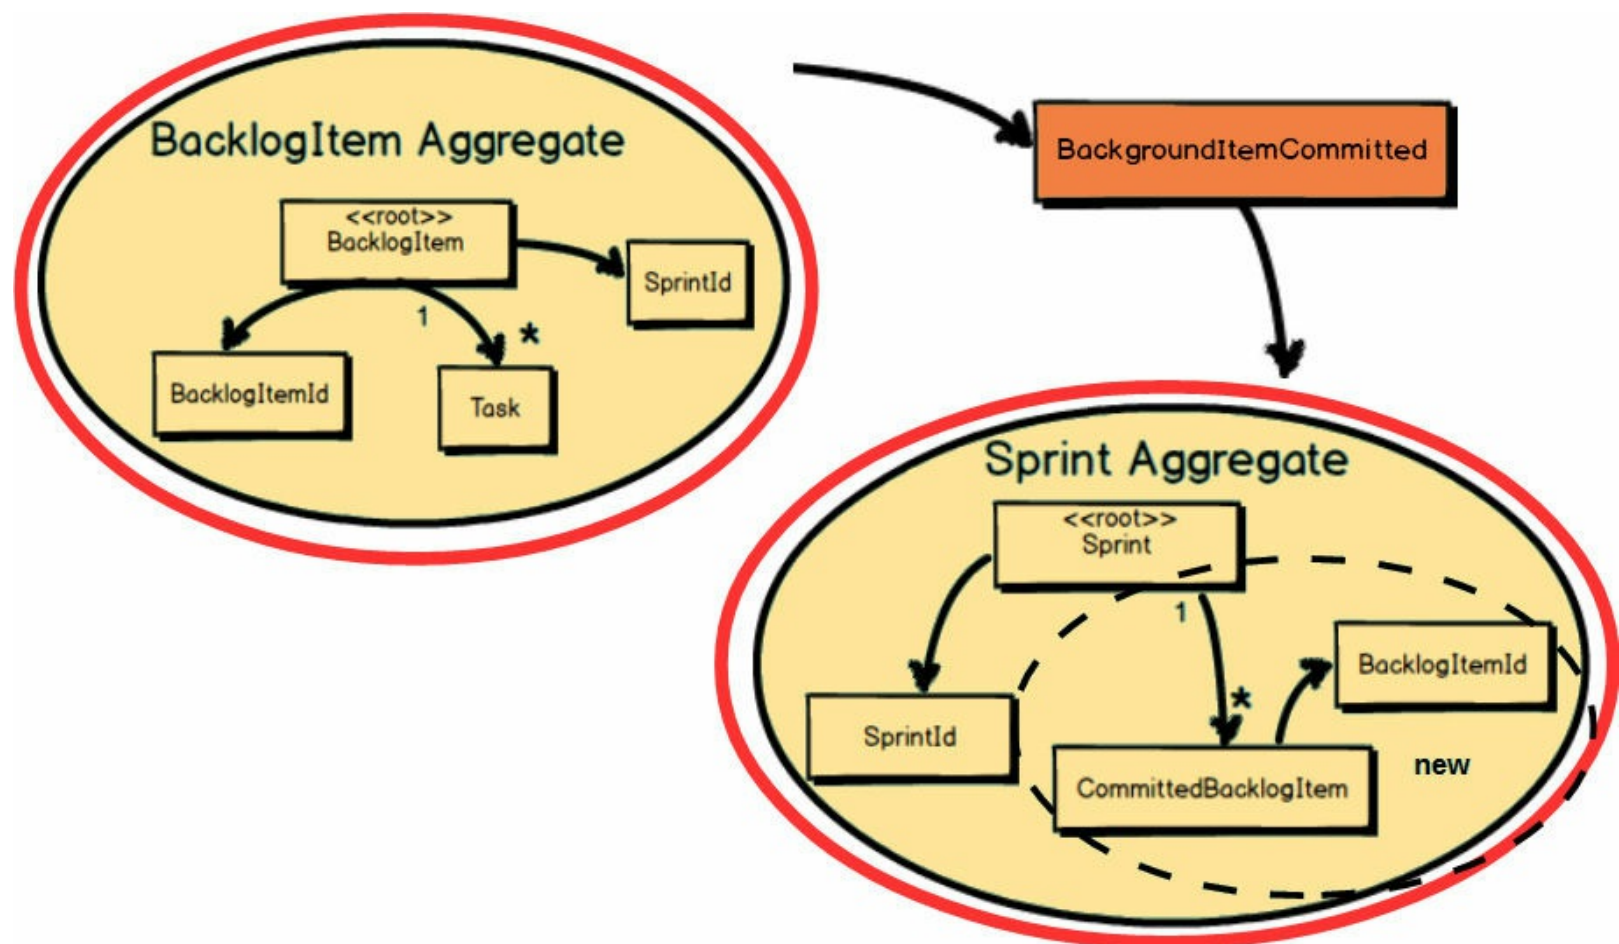 BacklogItem Aggregate
<<root>>
BacklogItem
SprintId
1
*
BacklogItemId
Task
BackgroundItemCommitted
Sprint Aggregate
<<root>>
Sprint
1
*
BacklogItemId
SprintId
new
CommittedBacklogItem